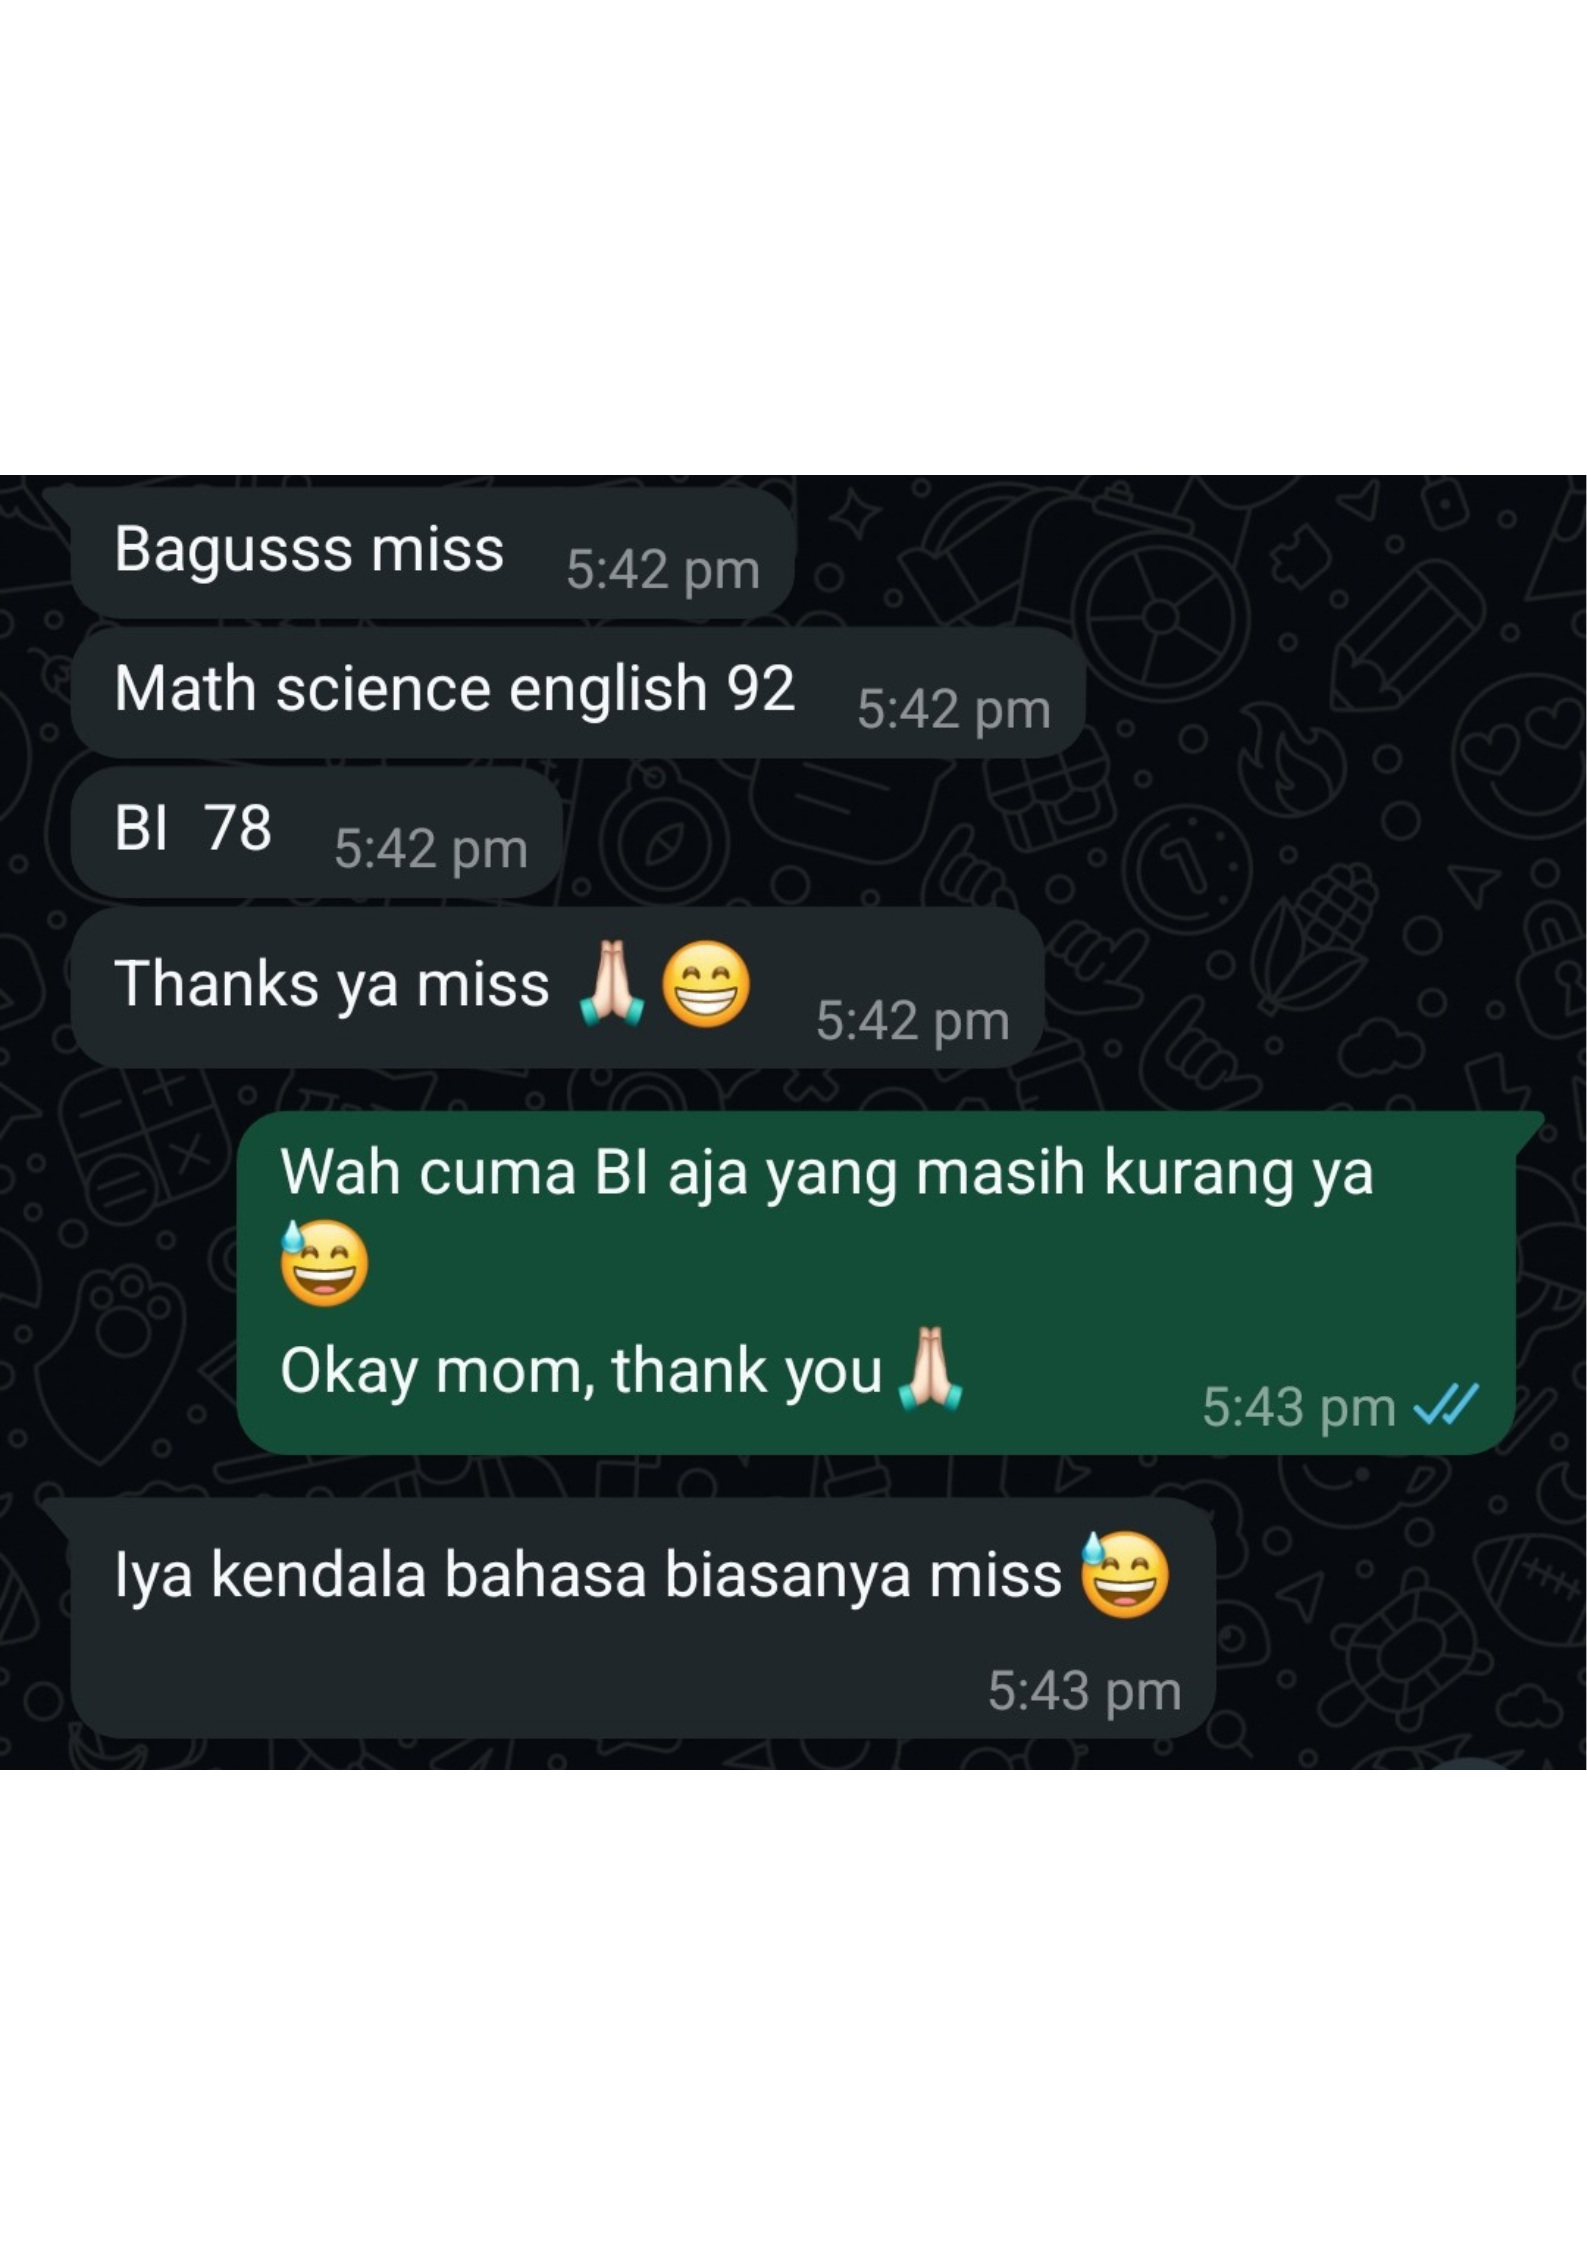 Bagusss miss 5:42 pm
Math science english 92 5:42 pm
BI 78 5:42 pm
Thanks ya miss 🙏🏻😁 5:42 pm
Wah cuma BI aja yang masih kurang ya
😅
Okay mom, thank you🙏🏻 5:43 pm
Iya kendala bahasa biasanya miss 😅
5:43 pm